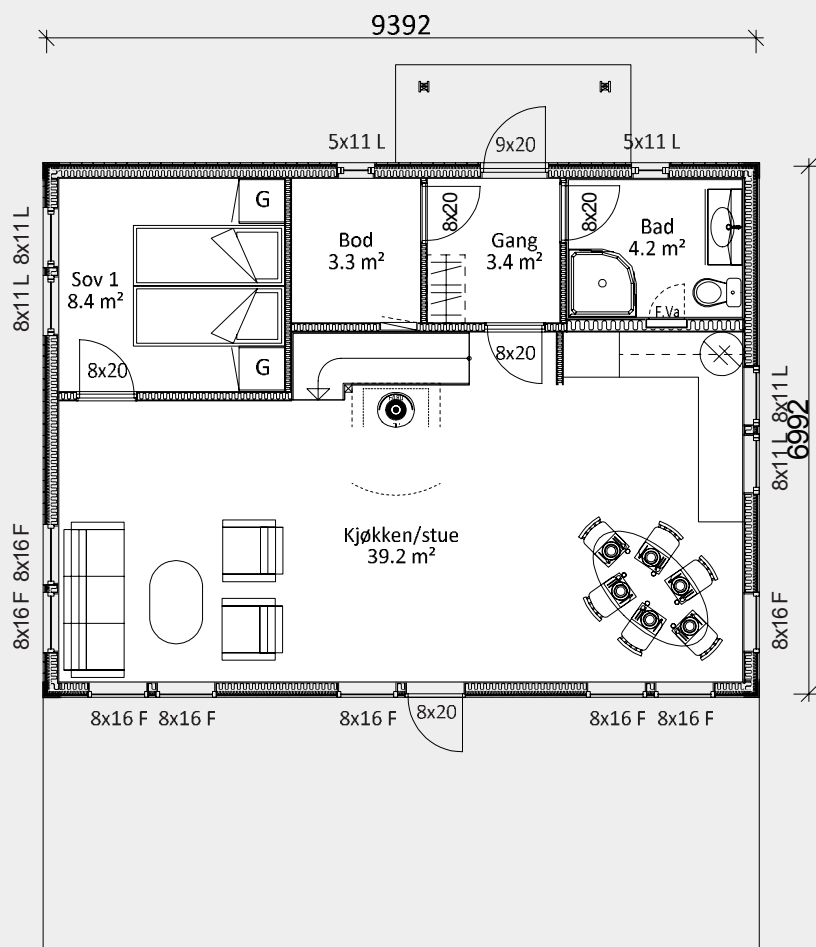 9392
5x11 L
9x20
5x11 L
8x11 L
8x11 L
G
8x20
8x20
Bod
3.3 m²
Gang
3.4 m²
Bad
4.2 m²
Sov 1
8.4 m²
F.Va
8x20
8x20
G
8x11 L
8x11 L
6992
Kjøkken/stue
39.2 m²
8x16 F
8x16 F
8x16 F
8x16 F
8x16 F
8x16 F
8x20
8x16 F
8x16 F